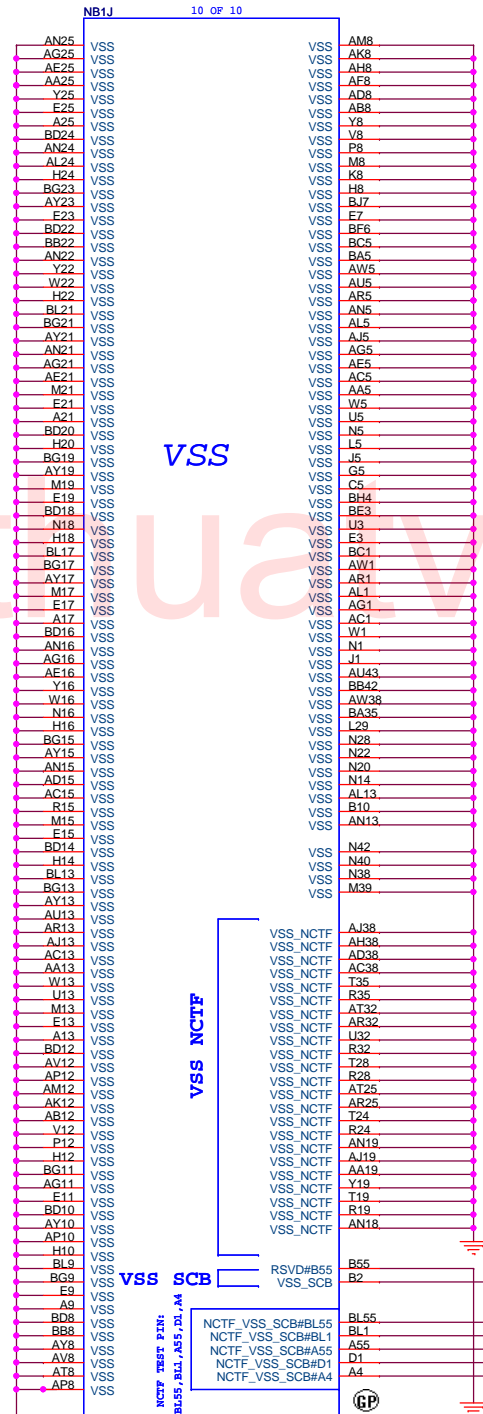 NB1J 10 OF 10
AN25 VSS VSS AM8
AG25 VSS VSS AK8
AE25 VSS VSS AH8
AA25 VSS VSS AF8
Y25 VSS VSS AD8
E25 VSS VSS AB8
A25 VSS VSS Y8
BD24 VSS VSS V8
AN24 VSS VSS P8
AL24 VSS VSS M8
H24 VSS VSS K8
BG23 VSS VSS H8
AY23 VSS VSS BJ7
E23 VSS VSS E7
BD22 VSS VSS BF6
BB22 VSS VSS BC5
AN22 VSS VSS BA5
Y22 VSS VSS AW5
W22 VSS VSS AU5
H22 VSS VSS AR5
BL21 VSS VSS AN5
BG21 VSS VSS AL5
AY21 VSS VSS AJ5
AN21 VSS VSS AG5
AG21 VSS VSS AE5
AE21 VSS VSS AC5
M21 VSS VSS AA5
E21 VSS VSS W5
A21 VSS VSS U5
BD20 VSS VSS N5
H20 VSS VSS L5
BG19 VSS VSS J5
AY19 VSS VSS G5
M19 VSS VSS C5
E19 VSS VSS BH4
BD18 VSS VSS BE3
N18 VSS VSS U3
H18 VSS VSS E3
BL17 VSS VSS BC1
BG17 VSS VSS AW1
AY17 VSS VSS AR1
M17 VSS VSS AL1
E17 VSS VSS AG1
A17 VSS VSS AC1
BD16 VSS VSS W1
AN16 VSS VSS N1
AG16 VSS VSS J1
AE16 VSS VSS AU43
Y16 VSS VSS BB42
W16 VSS VSS AW38
N16 VSS VSS BA35
H16 VSS VSS L29
BG15 VSS VSS N28
AY15 VSS VSS N22
AN15 VSS VSS N20
AD15 VSS VSS N14
AC15 VSS VSS AL13
R15 VSS VSS B10
M15 VSS VSS AN13
E15 VSS
BD14 VSS VSS N42
H14 VSS VSS N40
BL13 VSS VSS N38
BG13 VSS VSS M39
AY13 VSS
AU13 VSS
AR13 VSS VSS_NCTF AJ38
AJ13 VSS VSS_NCTF AH38
AC13 VSS VSS_NCTF AD38
AA13 VSS VSS_NCTF AC38
W13 VSS VSS_NCTF T35
U13 VSS VSS_NCTF R35
M13 VSS VSS_NCTF AT32
E13 VSS VSS_NCTF AR32
A13 VSS VSS_NCTF U32
BD12 VSS VSS_NCTF R32
AV12 VSS VSS_NCTF T28
AP12 VSS VSS_NCTF R28
AM12 VSS VSS_NCTF AT25
AK12 VSS VSS_NCTF AR25
AB12 VSS VSS_NCTF T24
V12 VSS VSS_NCTF R24
P12 VSS VSS_NCTF AN19
H12 VSS VSS_NCTF AJ19
BG11 VSS VSS_NCTF AA19
AG11 VSS VSS_NCTF Y19
E11 VSS VSS_NCTF T19
BD10 VSS VSS_NCTF R19
AY10 VSS VSS_NCTF AN18
AP10 VSS
H10 VSS
BL9 VSS RSVD#B55 B55
BG9 VSS VSS_SCB B2
E9 VSS
A9 VSS
BD8 VSS NCTF_VSS_SCB#BL55 BL55
BB8 VSS NCTF_VSS_SCB#BL1 BL1
AY8 VSS NCTF_VSS_SCB#A55 A55
AV8 VSS NCTF_VSS_SCB#D1 D1
AT8 VSS NCTF_VSS_SCB#A4 A4
AP8 VSS
VSS
VSS NCTF
VSS SCB
NCTF TEST PIN:
BL55,BL1,A55,D1,A4
GP
huatv